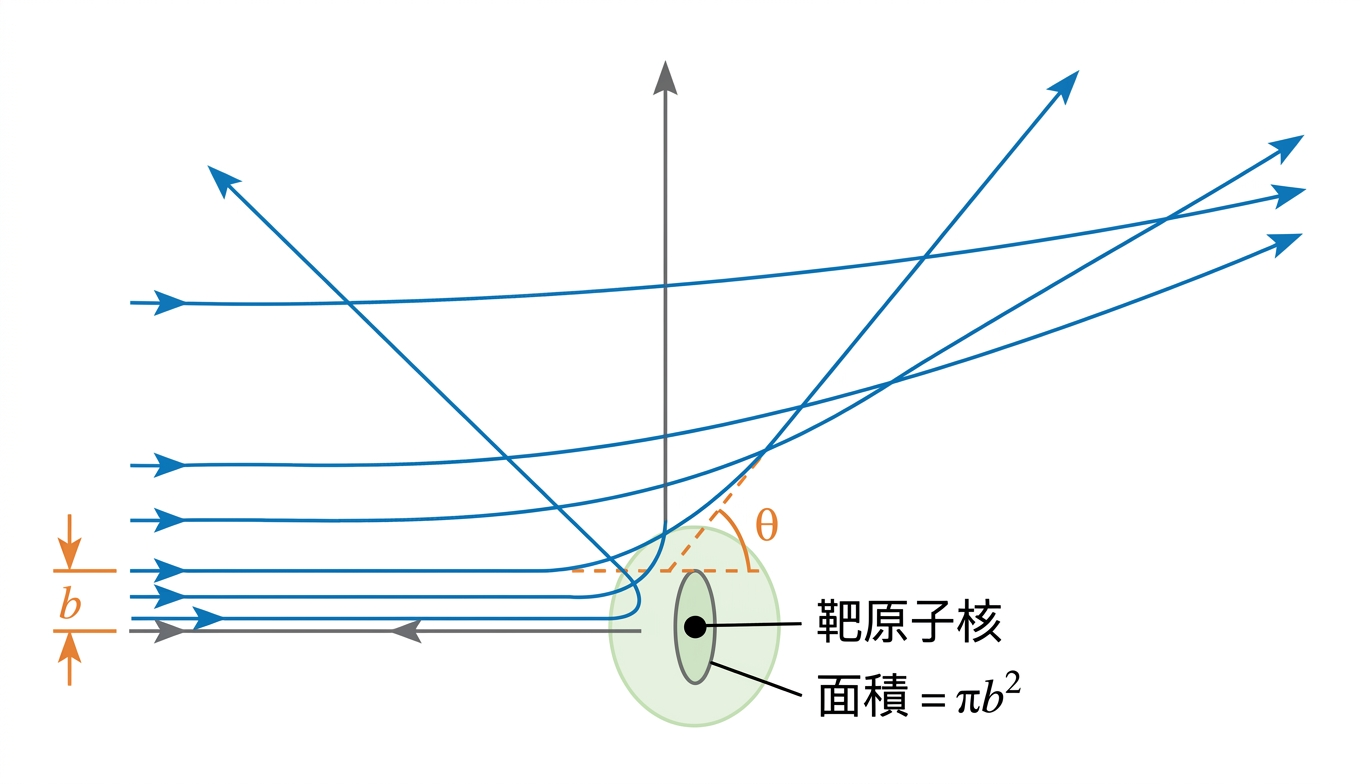 θ
b
靶原子核
面積 = πb²